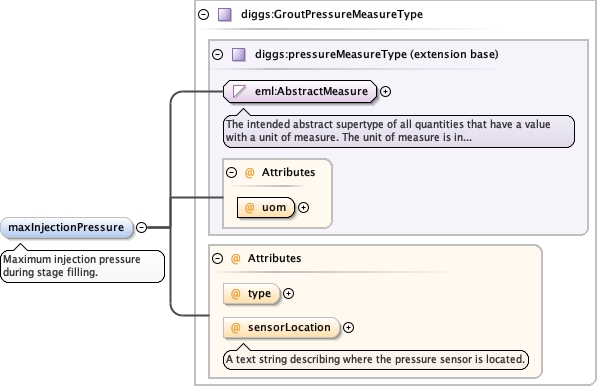 diggs:GroutPressureMeasureType
diggs:pressureMeasureType (extension base)
eml:AbstractMeasure
The intended abstract supertype of all quantities that have a value
with a unit of measure. The unit of measure is in...
@ Attributes
@ uom
maxInjectionPressure
Maximum injection pressure
during stage filling.
@ Attributes
@ type
@ sensorLocation
A text string describing where the pressure sensor is located.